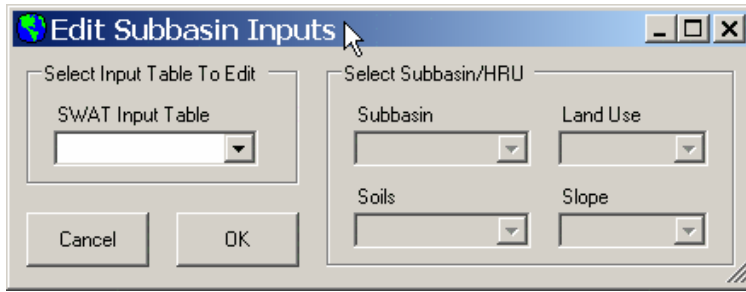 Edit Subbasin Inputs
Select Input Table To Edit
SWAT Input Table
Cancel
OK
Select Subbasin/HRU
Subbasin
Land Use
Soils
Slope